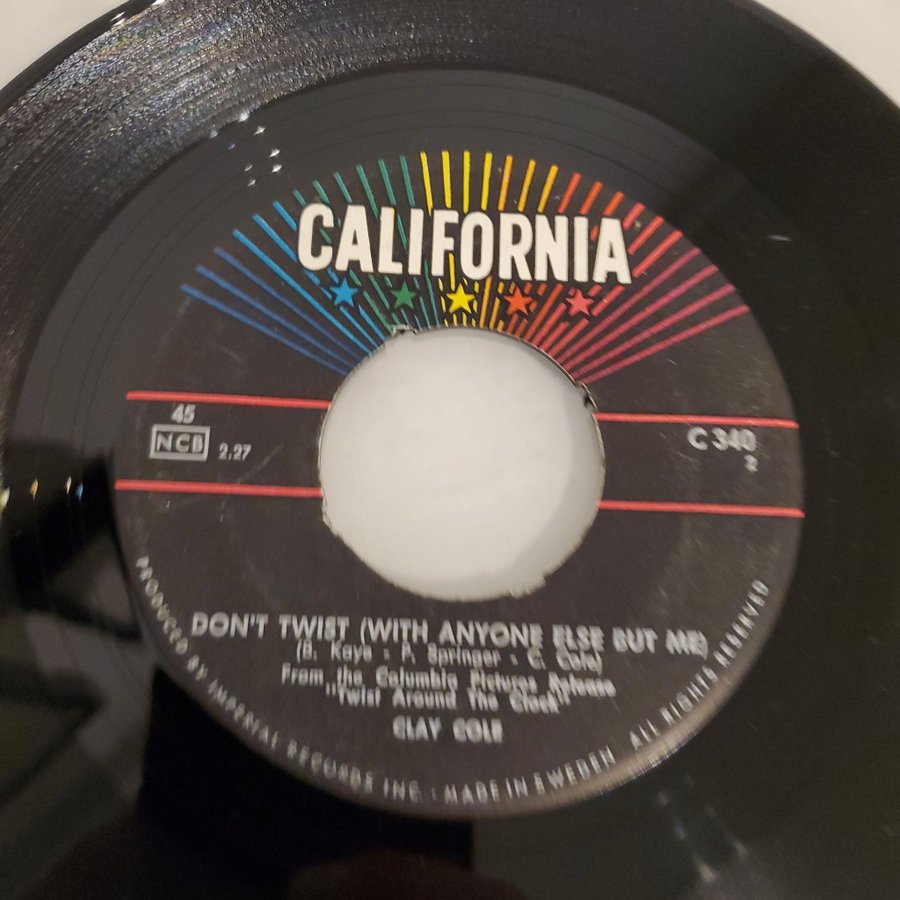 CALIFORNIA
45
NCB
2.27
C 340
2
DON'T TWIST (WITH ANYONE ELSE BUT ME)
(B. Kaye - P. Springer - C. Cole)
From the Columbia Pictures Release
"Twist Around The Clock"
CLAY COLE
PRODUCED BY IMPERIAL RECORDS INC. · MADE IN SWEDEN ALL RIGHTS RESERVED